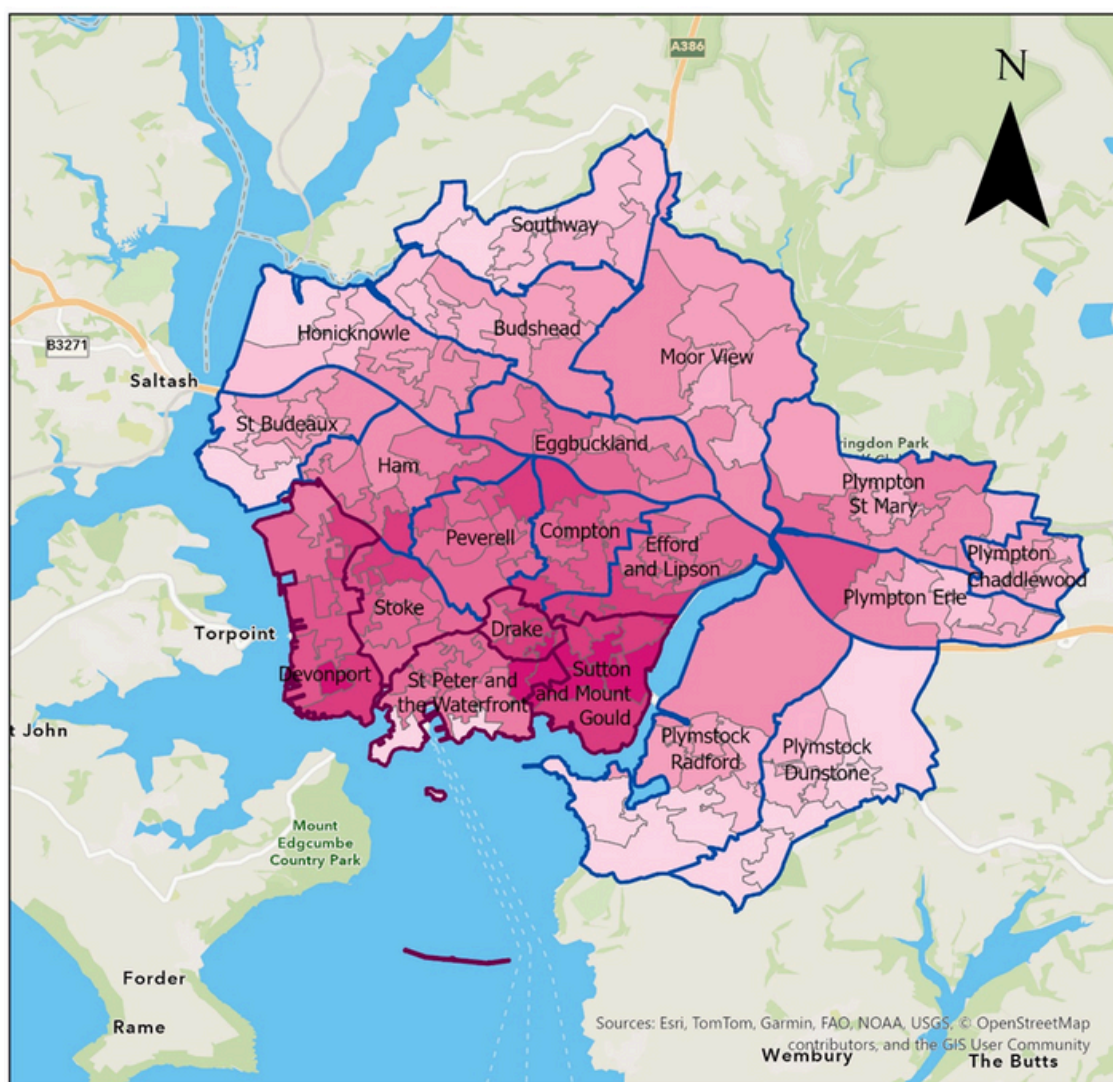 A386
N
Southway
Honicknowle
Budshead
B3271
Moor View
Saltash
St Budeaux
Eggbuckland
Ham
Plympton
St Mary
Peverell
Compton
Efford
and Lipson
Plympton
Chaddlewood
Plympton Erle
Stoke
Torpoint
Drake
Devonport
St Peter and
the Waterfront
Sutton
and Mount
Gould
t John
Plymstock
Radford
Plymstock
Dunstone
Mount
Edgcumbe
Country Park
Forder
Rame
Sources: Esri, TomTom, Garmin, FAO, NOAA, USGS, © OpenStreetMap
contributors, and the GIS User Community
Wembury
The Butts